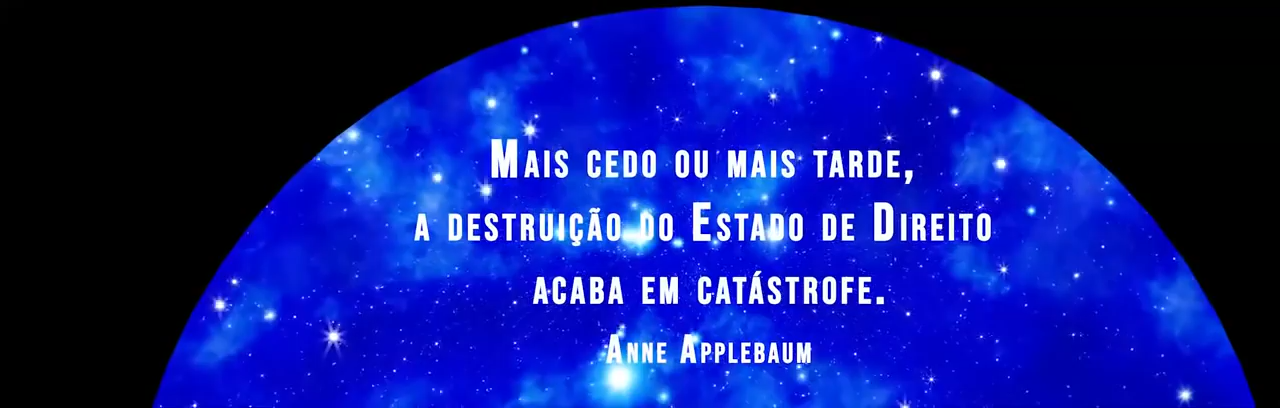 Mais cedo ou mais tarde,
a destruição do Estado de Direito
acaba em catástrofe.
Anne Applebaum